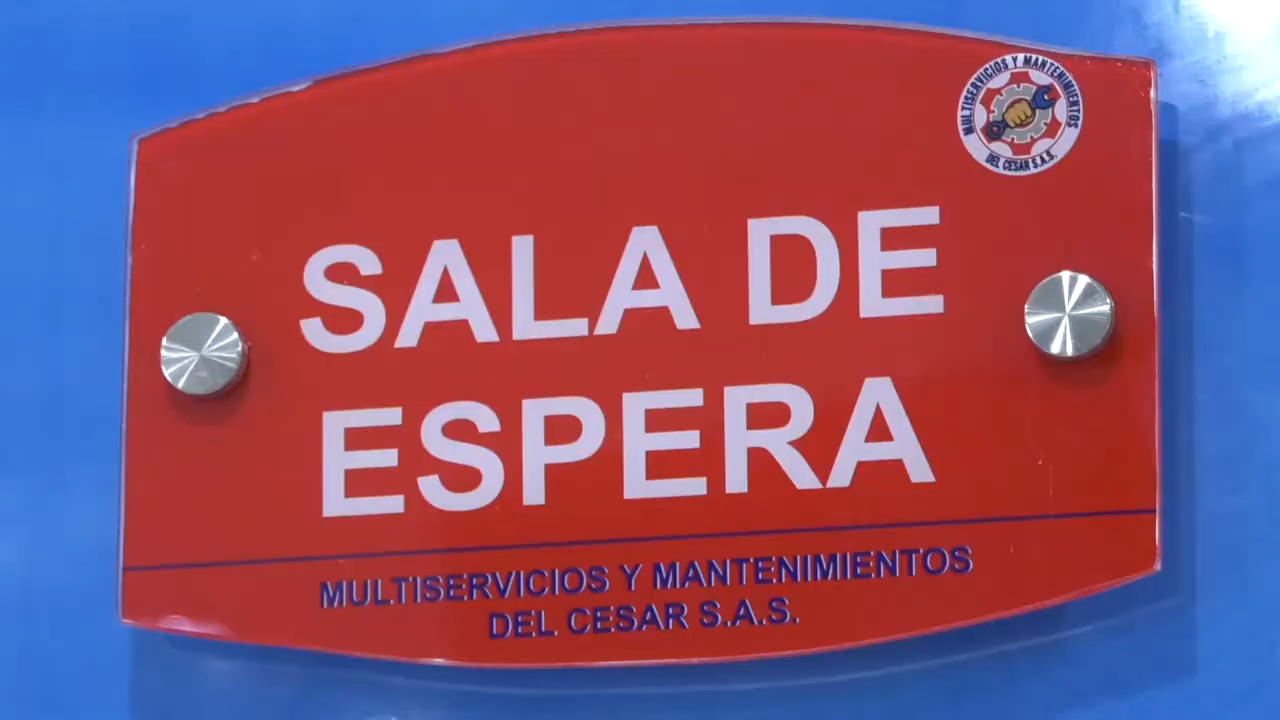 MULTISERVICIOS Y MANTENIMIENTOS
DEL CESAR S.A.S.
SALA DE
ESPERA
MULTISERVICIOS Y MANTENIMIENTOS
DEL CESAR S.A.S.